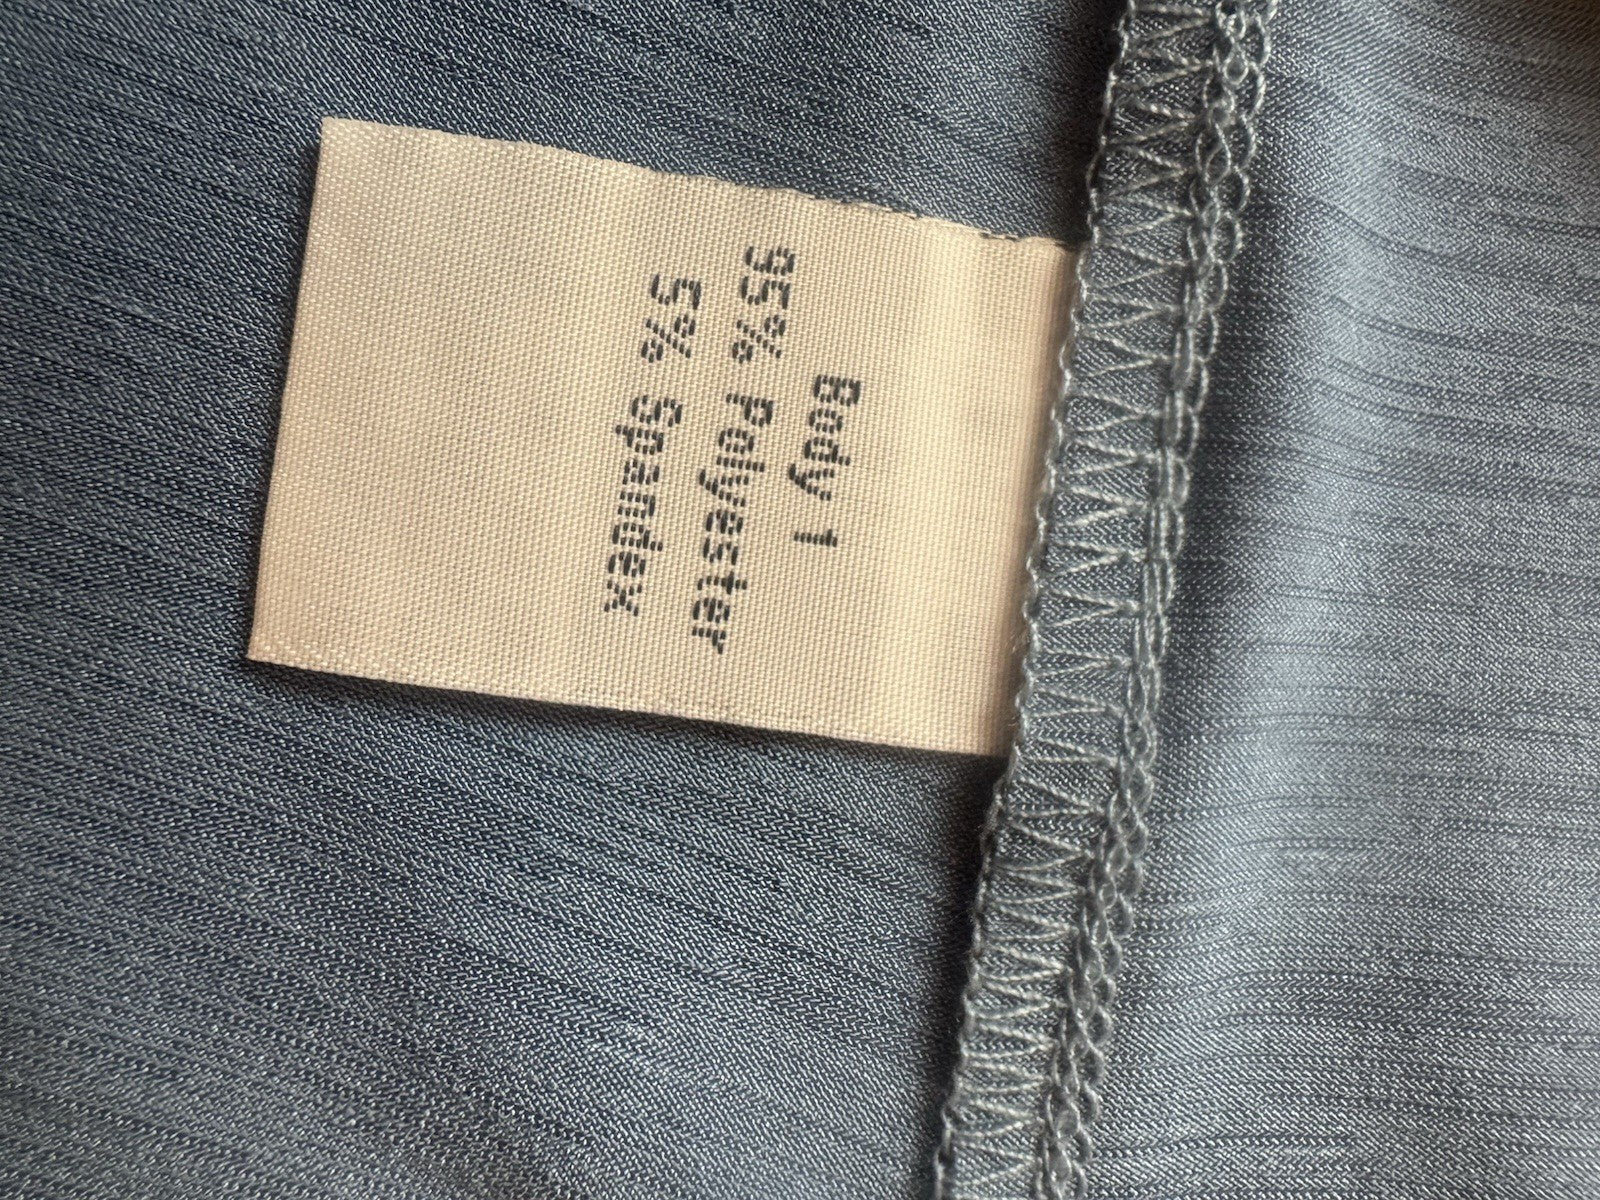 Body 1
95% Polyester
5% Spandex